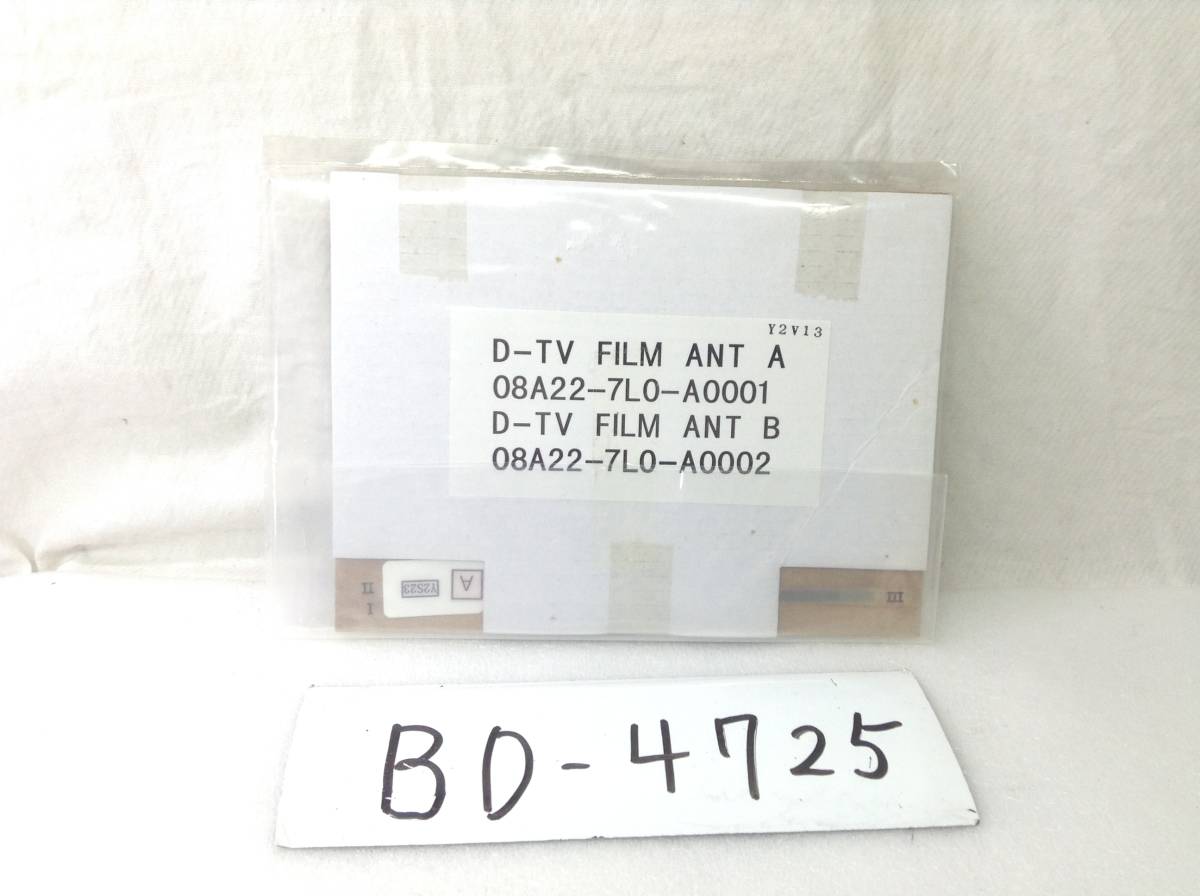 Y2V13
D-TV FILM ANT A
08A22-7L0-A0001
D-TV FILM ANT B
08A22-7L0-A0002
II
I
Y2S23
A
III
BD-4725